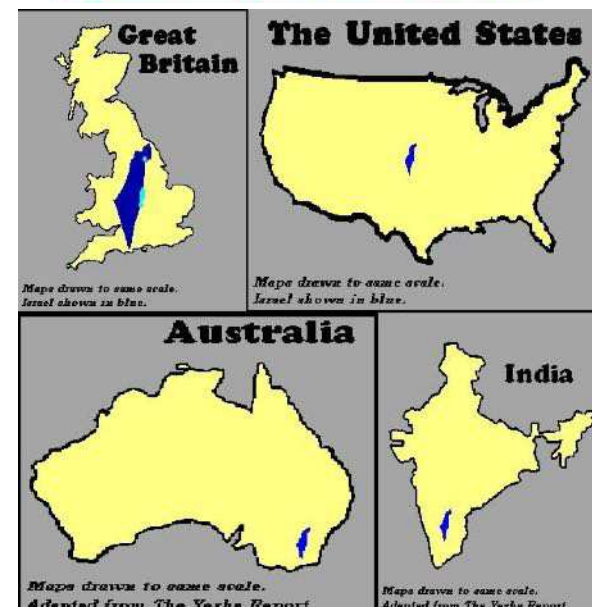 Great
Britain
Maps drawn to same scale.
Israel shown in blue.
The United States
Maps drawn to same scale.
Israel shown in blue.
Australia
Maps drawn to same scale.
Adapted from The Yarha Report
India
Maps drawn to same scale.
Adapted from The Yarha Report